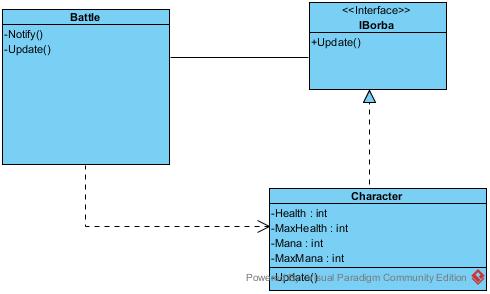 Battle
-Notify()
-Update()
<<Interface>>
IBorba
+Update()
Character
-Health : int
-MaxHealth : int
-Mana : int
-MaxMana : int
-Update()
Powered By Visual Paradigm Community Edition